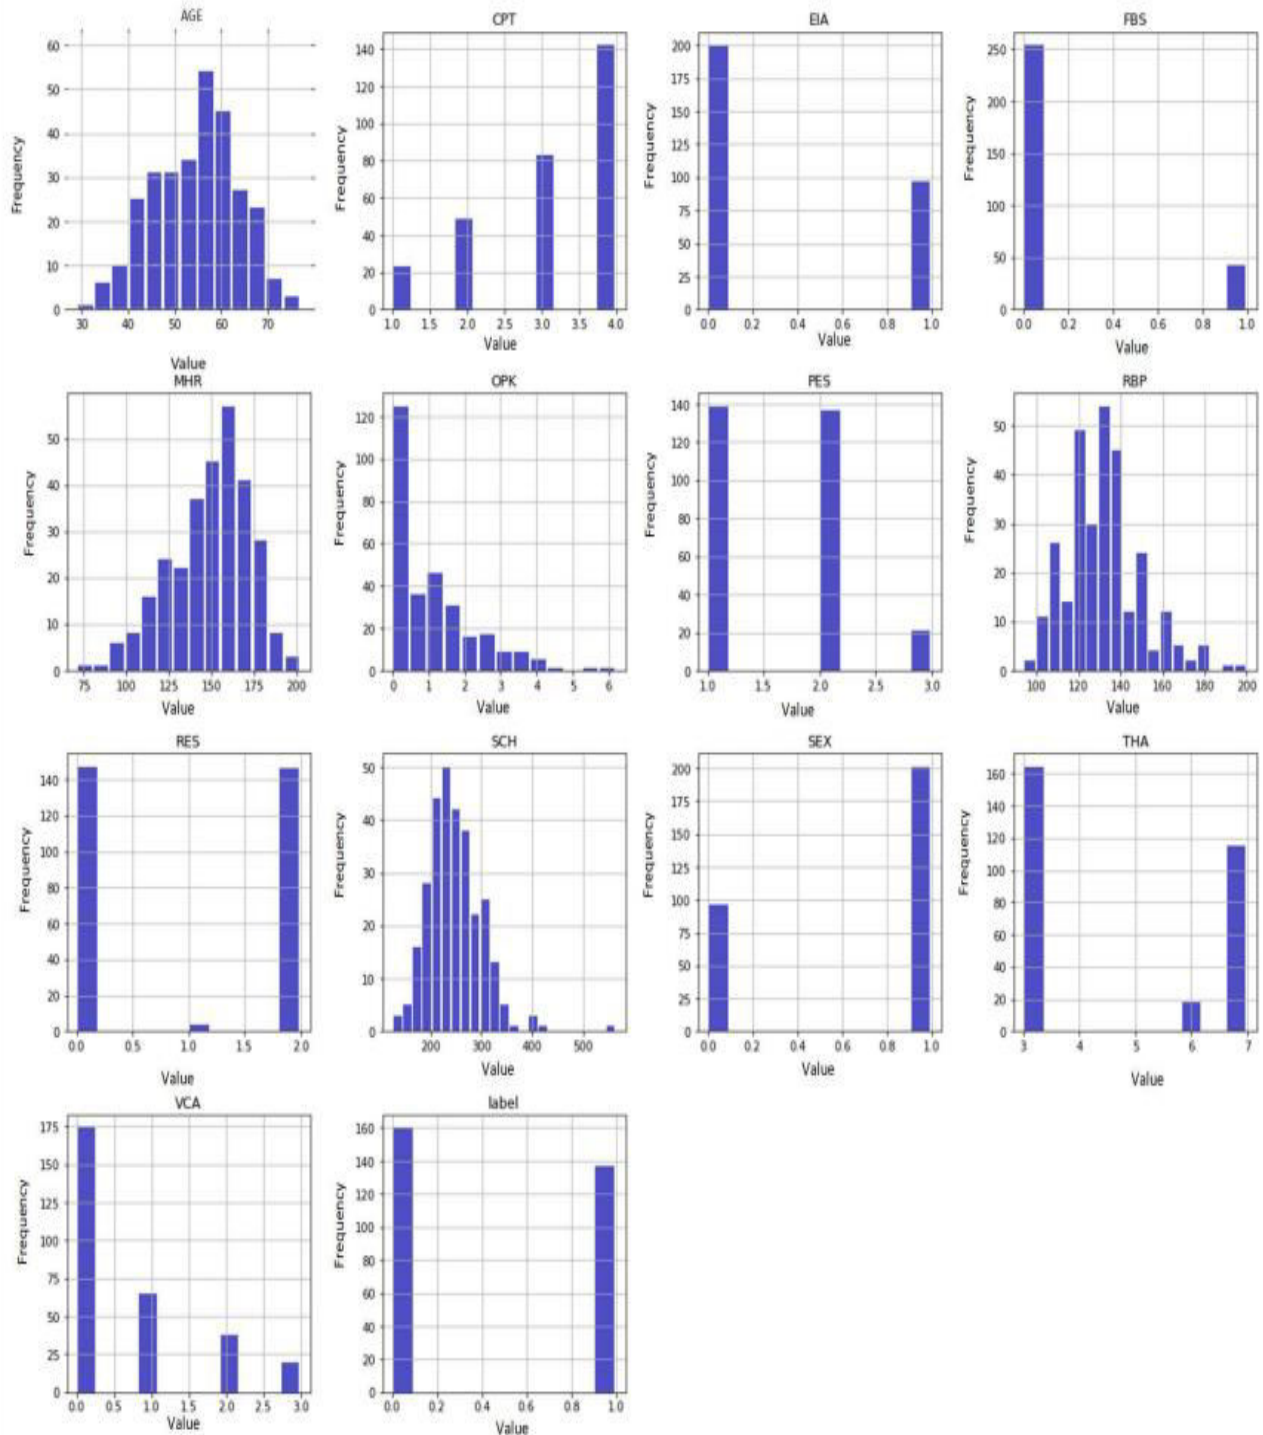 AGE
Frequency
60
50
40
30
20
10
0
30 40 50 60 70
Value
CPT
Frequency
140
120
100
80
60
40
20
0
1.0 1.5 2.0 2.5 3.0 3.5 4.0
Value
EIA
Frequency
200
175
150
125
100
75
50
25
0
0.0 0.2 0.4 0.6 0.8 1.0
Value
FBS
Frequency
250
200
150
100
50
0
0.0 0.2 0.4 0.6 0.8 1.0
Value
MHR
Frequency
50
40
30
20
10
0
75 100 125 150 175 200
Value
OPK
Frequency
120
100
80
60
40
20
0
0 1 2 3 4 5 6
Value
PES
Frequency
140
120
100
80
60
40
20
0
1.0 1.5 2.0 2.5 3.0
Value
RBP
Frequency
50
40
30
20
10
0
100 120 140 160 180 200
Value
RES
Frequency
140
120
100
80
60
40
20
0
0.0 0.5 1.0 1.5 2.0
Value
SCH
Frequency
50
40
30
20
10
0
200 300 400 500
Value
SEX
Frequency
200
175
150
125
100
75
50
25
0
0.0 0.2 0.4 0.6 0.8 1.0
Value
THA
Frequency
160
140
120
100
80
60
40
20
0
3 4 5 6 7
Value
VCA
Frequency
175
150
125
100
75
50
25
0
0.0 0.5 1.0 1.5 2.0 2.5 3.0
Value
label
Frequency
160
140
120
100
80
60
40
20
0
0.0 0.2 0.4 0.6 0.8 1.0
Value